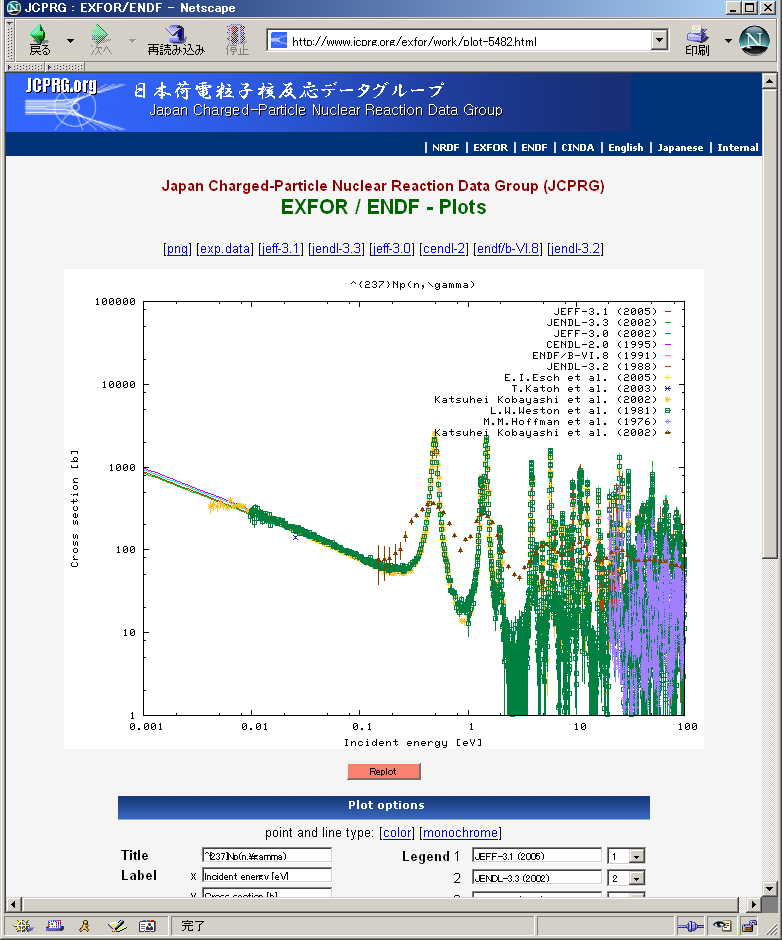 JCPRG : EXFOR/ENDF - Netscape
戻る 次へ 再読み込み 停止 http://www.jcprg.org/exfor/work/plot-5482.html 印刷
JCPRG.org 日本荷電粒子核反応データグループ
Japan Charged-Particle Nuclear Reaction Data Group
| NRDF | EXFOR | ENDF | CINDA | English | Japanese | Internal
Japan Charged-Particle Nuclear Reaction Data Group (JCPRG)
EXFOR / ENDF - Plots
[png] [exp.data] [jeff-3.1] [jendl-3.3] [jeff-3.0] [cendl-2] [endf/b-VI.8] [jendl-3.2]
^{237}Np(n,\gamma)
JEFF-3.1 (2005)
JENDL-3.3 (2002)
JEFF-3.0 (2002)
CENDL-2.0 (1995)
ENDF/B-VI.8 (1991)
JENDL-3.2 (1988)
E.I.Esch et al. (2005)
T.Katoh et al. (2003)
Katsuhei Kobayashi et al. (2002)
L.W.Weston et al. (1981)
M.M.Hoffman et al. (1976)
Katsuhei Kobayashi et al. (2002)
100000
10000
1000
100
10
1
Cross section [b]
0.001 0.01 0.1 1 10 100
Incident energy [eV]
Replot
Plot options
point and line type: [color] [monochrome]
Title ^{237}Np(n,¥gamma) Legend 1 JEFF-3.1 (2005) 1
Label X Incident energy [eV] 2 JENDL-3.3 (2002) 2
Y Cross section [b]
完了